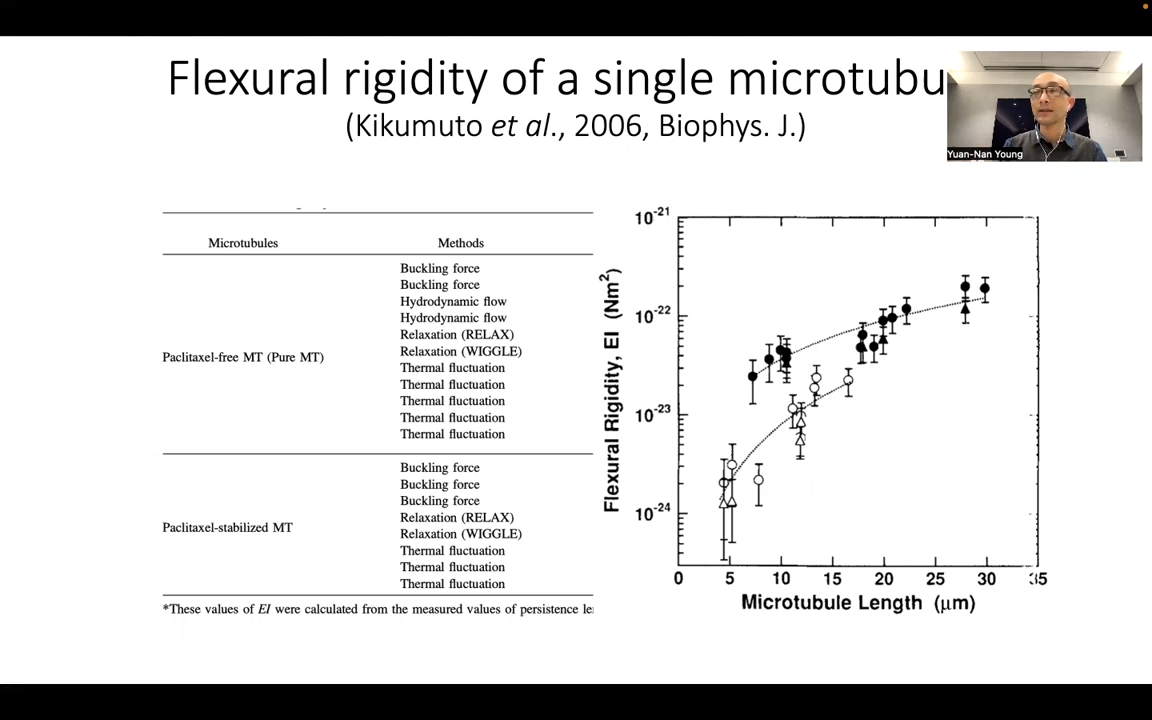 Flexural rigidity of a single microtubu
(Kikumuto et al., 2006, Biophys. J.)
Yuan-Nan Young
Microtubules Methods
Buckling force
Buckling force
Hydrodynamic flow
Hydrodynamic flow
Relaxation (RELAX)
Paclitaxel-free MT (Pure MT) Relaxation (WIGGLE)
Thermal fluctuation
Thermal fluctuation
Thermal fluctuation
Thermal fluctuation
Thermal fluctuation
Buckling force
Buckling force
Buckling force
Paclitaxel-stabilized MT Relaxation (RELAX)
Relaxation (WIGGLE)
Thermal fluctuation
Thermal fluctuation
Thermal fluctuation
*These values of EI were calculated from the measured values of persistence le
Flexural Rigidity, EI (Nm²)
10⁻²¹
10⁻²²
10⁻²³
10⁻²⁴
0 5 10 15 20 25 30 35
Microtubule Length (μm)